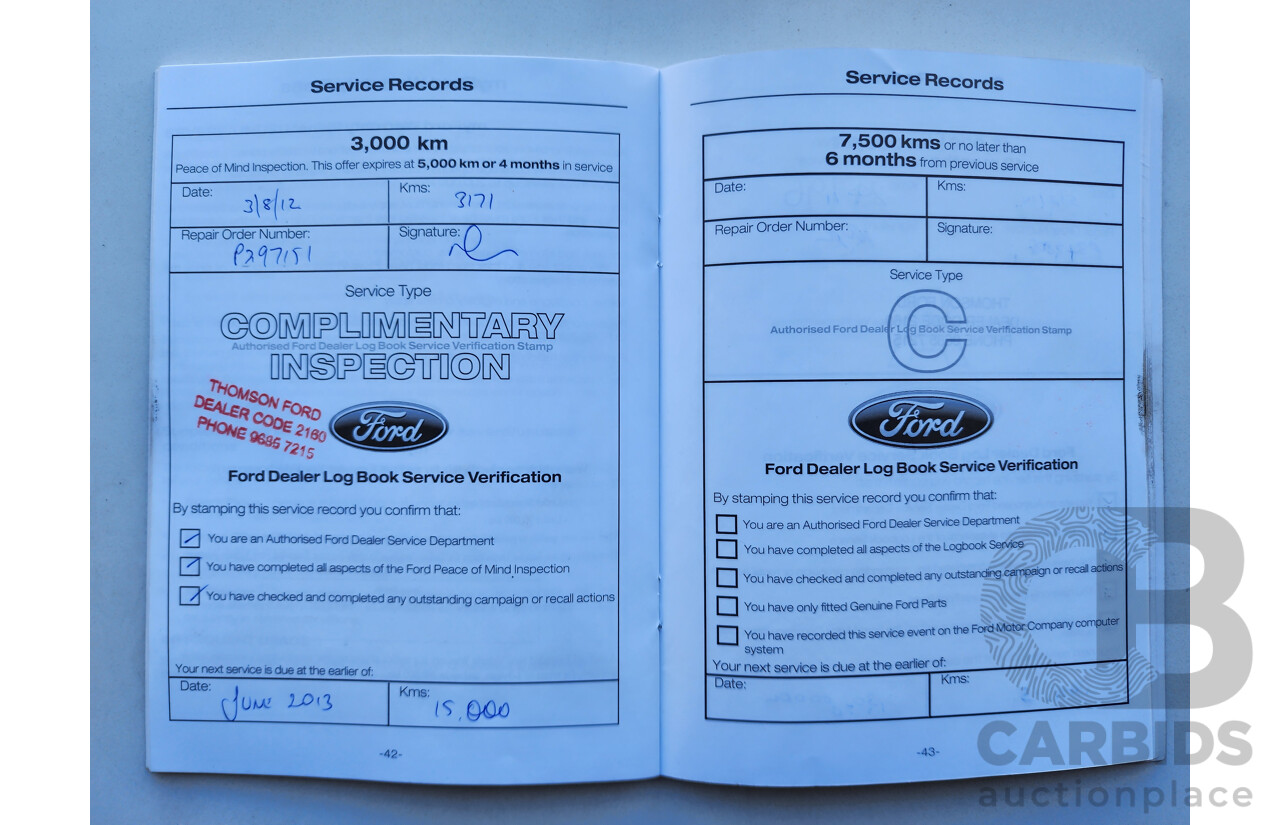 Service Records
3,000 km
Peace of Mind Inspection. This offer expires at 5,000 km or 4 months in service
Date: 3/8/12
Kms: 3171
Repair Order Number: P297151
Signature:
Service Type
COMPLIMENTARY
Authorised Ford Dealer Log Book Service Verification Stamp
INSPECTION
THOMSON FORD
DEALER CODE 2160
PHONE 9685 7215
Ford
Ford Dealer Log Book Service Verification
By stamping this service record you confirm that:
You are an Authorised Ford Dealer Service Department
You have completed all aspects of the Ford Peace of Mind Inspection
You have checked and completed any outstanding campaign or recall actions
Your next service is due at the earlier of:
Date: June 2013
Kms: 15,000
-42-
Service Records
7,500 kms or no later than
6 months from previous service
Date:
Kms:
Repair Order Number:
Signature:
Service Type
C
Authorised Ford Dealer Log Book Service Verification Stamp
Ford
Ford Dealer Log Book Service Verification
By stamping this service record you confirm that:
You are an Authorised Ford Dealer Service Department
You have completed all aspects of the Logbook Service
You have checked and completed any outstanding campaign or recall actions
You have only fitted Genuine Ford Parts
You have recorded this service event on the Ford Motor Company computer
system
Your next service is due at the earlier of:
Date:
Kms:
-43-
CB
CARBIDS
auctionplace